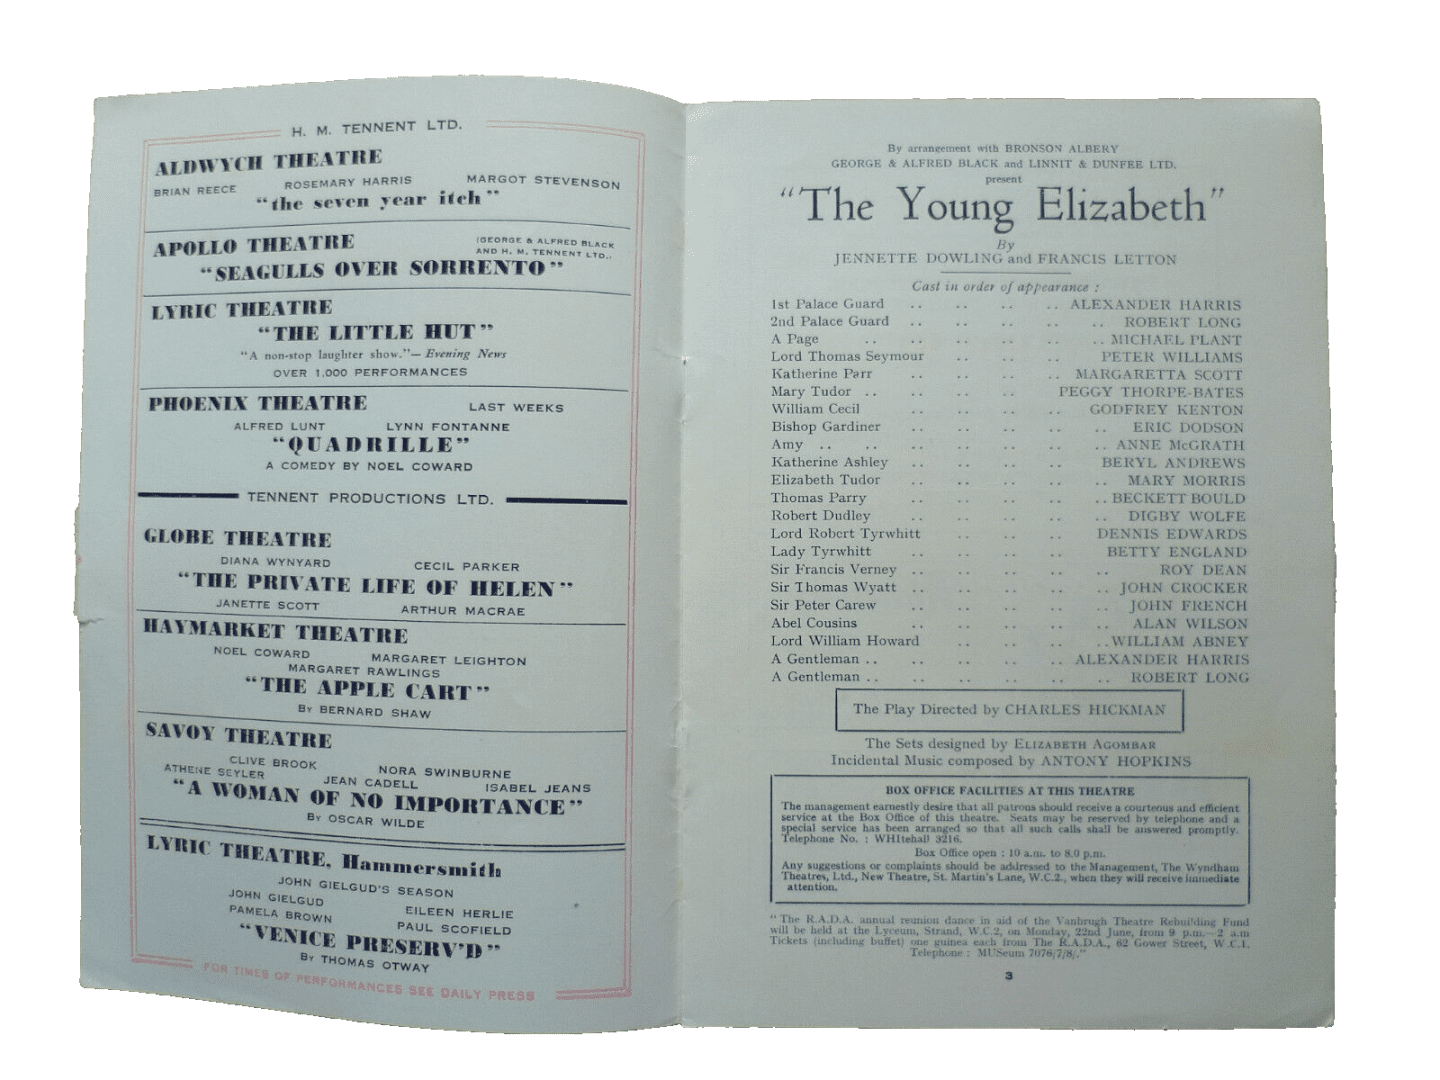 H. M. TENNENT LTD.
ALDWYCH THEATRE
BRIAN REECE ROSEMARY HARRIS MARGOT STEVENSON
"the seven year itch"
APOLLO THEATRE (GEORGE & ALFRED BLACK
AND H. M. TENNENT LTD.,
"SEAGULLS OVER SORRENTO"
LYRIC THEATRE
"THE LITTLE HUT"
"A non-stop laughter show."—Evening News
OVER 1,000 PERFORMANCES
PHOENIX THEATRE LAST WEEKS
ALFRED LUNT LYNN FONTANNE
"QUADRILLE"
A COMEDY BY NOEL COWARD
TENNENT PRODUCTIONS LTD.
GLOBE THEATRE
DIANA WYNYARD CECIL PARKER
"THE PRIVATE LIFE OF HELEN"
JANETTE SCOTT ARTHUR MACRAE
HAYMARKET THEATRE
NOEL COWARD MARGARET LEIGHTON
MARGARET RAWLINGS
"THE APPLE CART"
By BERNARD SHAW
SAVOY THEATRE
CLIVE BROOK NORA SWINBURNE
ATHENE SEYLER JEAN CADELL ISABEL JEANS
"A WOMAN OF NO IMPORTANCE"
By OSCAR WILDE
LYRIC THEATRE, Hammersmith
JOHN GIELGUD'S SEASON
JOHN GIELGUD EILEEN HERLIE
PAMELA BROWN PAUL SCOFIELD
"VENICE PRESERV'D"
By THOMAS OTWAY
FOR TIMES OF PERFORMANCES SEE DAILY PRESS
By arrangement with BRONSON ALBERY
GEORGE & ALFRED BLACK and LINNIT & DUNFEE LTD.
present
"The Young Elizabeth"
By
JENNETTE DOWLING and FRANCIS LETTON
Cast in order of appearance :
1st Palace Guard .. .. .. .. ALEXANDER HARRIS
2nd Palace Guard .. .. .. .. .. ROBERT LONG
A Page .. .. .. .. .. .. MICHAEL PLANT
Lord Thomas Seymour .. .. .. PETER WILLIAMS
Katherine Parr .. .. .. .. MARGARETTA SCOTT
Mary Tudor .. .. .. .. PEGGY THORPE-BATES
William Cecil .. .. .. .. GODFREY KENTON
Bishop Gardiner .. .. .. .. .. ERIC DODSON
Amy .. .. .. .. .. .. .. ANNE McGRATH
Katherine Ashley .. .. .. .. BERYL ANDREWS
Elizabeth Tudor .. .. .. .. .. MARY MORRIS
Thomas Parry .. .. .. .. .. BECKETT BOULD
Robert Dudley .. .. .. .. .. DIGBY WOLFE
Lord Robert Tyrwhitt .. .. .. DENNIS EDWARDS
Lady Tyrwhitt .. .. .. .. BETTY ENGLAND
Sir Francis Verney .. .. .. .. .. ROY DEAN
Sir Thomas Wyatt .. .. .. .. .. JOHN CROCKER
Sir Peter Carew .. .. .. .. .. JOHN FRENCH
Abel Cousins .. .. .. .. .. ALAN WILSON
Lord William Howard .. .. .. .. WILLIAM ABNEY
A Gentleman .. .. .. .. .. ALEXANDER HARRIS
A Gentleman .. .. .. .. .. .. ROBERT LONG
The Play Directed by CHARLES HICKMAN
The Sets designed by ELIZABETH AGOMBAR
Incidental Music composed by ANTONY HOPKINS
BOX OFFICE FACILITIES AT THIS THEATRE
The management earnestly desire that all patrons should receive a courteous and efficient
service at the Box Office of this theatre. Seats may be reserved by telephone and a
special service has been arranged so that all such calls shall be answered promptly.
Telephone No. : WHItehall 3216.
Box Office open : 10 a.m. to 8.0 p.m.
Any suggestions or complaints should be addressed to the Management, The Wyndham
Theatres, Ltd., New Theatre, St. Martin's Lane, W.C.2., when they will receive immediate
attention.
"The R.A.D.A. annual reunion dance in aid of the Vanbrugh Theatre Rebuilding Fund
will be held at the Lyceum, Strand, W.C.2, on Monday, 22nd June, from 9 p.m.—2 a.m
Tickets (including buffet) one guinea each from The R.A.D.A., 62 Gower Street, W.C.1.
Telephone : MUSeum 7076/7/8/."
3